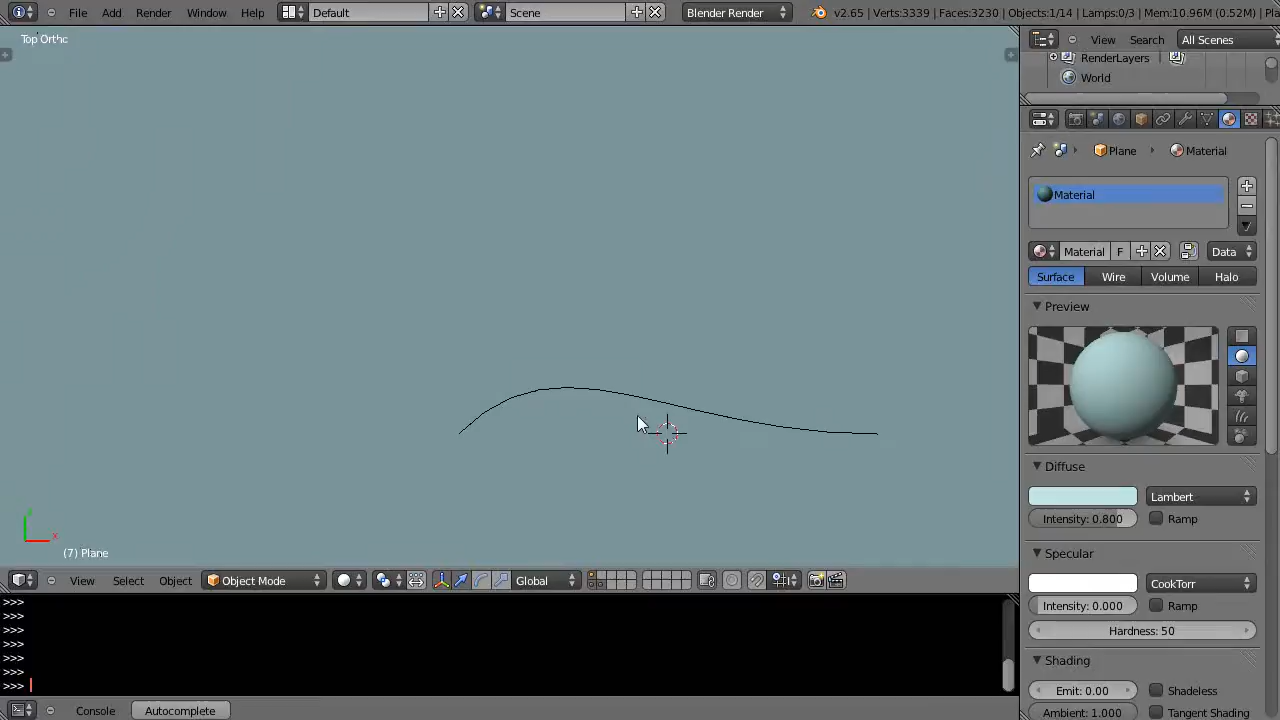 File Add Render Window Help Default Scene Blender Render v2.65 | Verts:3339 | Faces:3230 | Objects:1/14 | Lamps:0/3 | Mem:10.96M (0.52M) | Pla
Top Ortho
View Search All Scenes
RenderLayers
World
Plane Material
Material
Material F Data
Surface Wire Volume Halo
Preview
Diffuse
Lambert
Intensity: 0.800 Ramp
Specular
CookTorr
Intensity: 0.000 Ramp
Hardness: 50
Shading
Emit: 0.00 Shadeless
Ambient: 1.000 Tangent Shading
y
x
(7) Plane
View Select Object Object Mode Global
>>>
>>>
>>>
>>>
>>>
>>>
>>>
Console Autocomplete